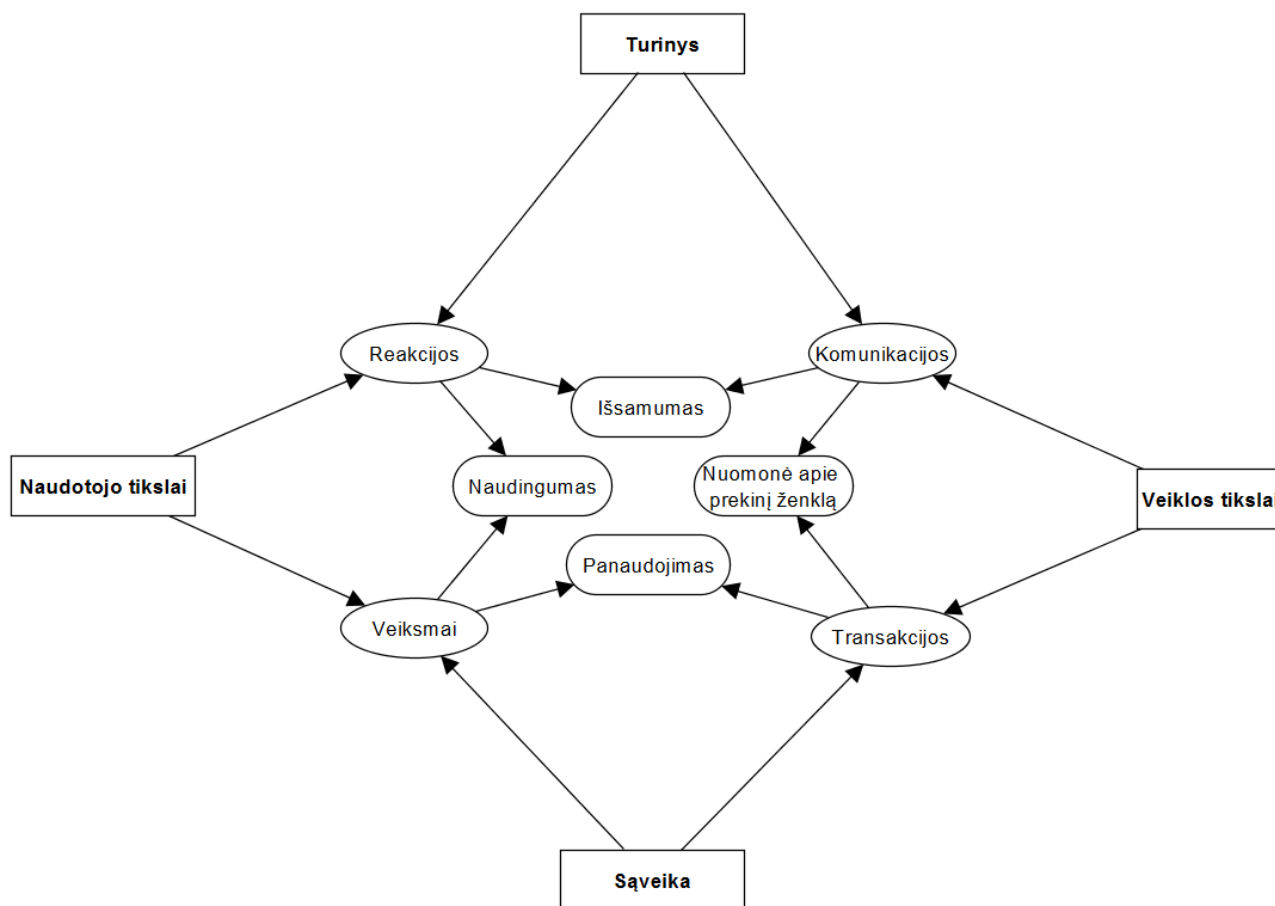 Turinys
Reakcijos
Komunikacijos
Išsamumas
Naudotojo tikslai
Naudingumas
Nuomonė apie
prekinį ženklą
Veiklos tikslai
Panaudojimas
Veiksmai
Transakcijos
Sąveika